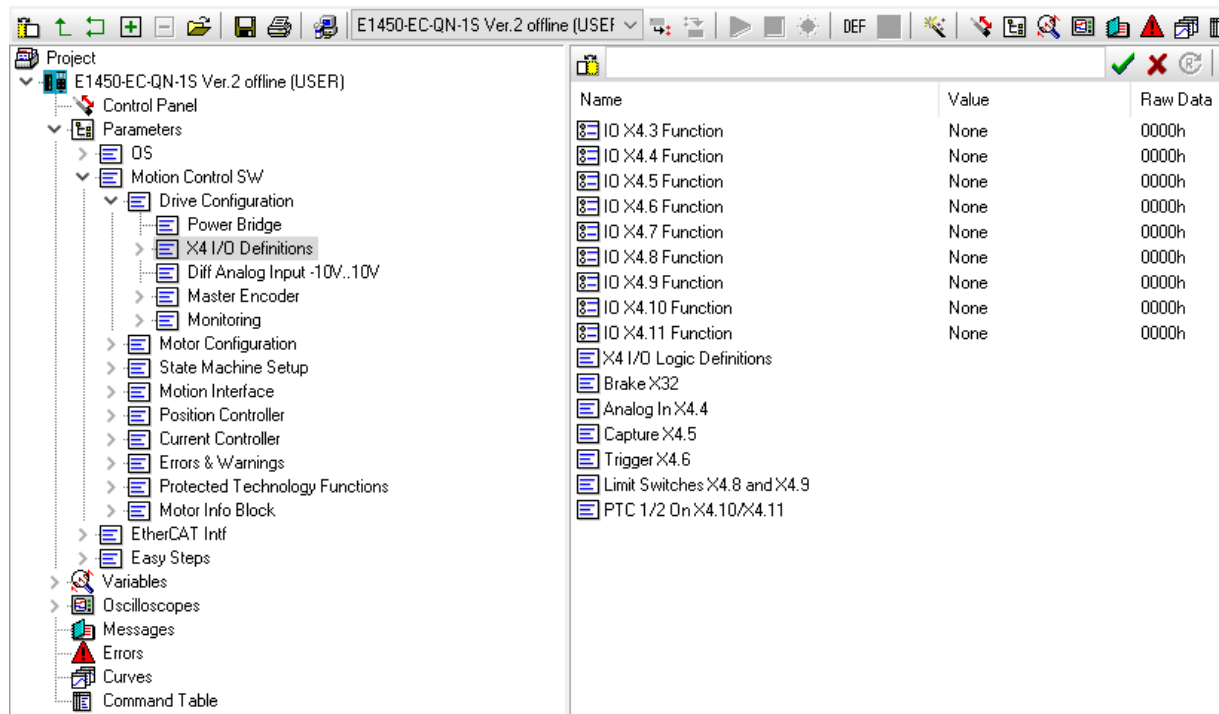 E1450-EC-QN-1S Ver.2 offline (USER
DEF
Project
E1450-EC-QN-1S Ver.2 offline (USER)
Control Panel
Parameters
OS
Motion Control SW
Drive Configuration
Power Bridge
X4 I/O Definitions
Diff Analog Input -10V..10V
Master Encoder
Monitoring
Motor Configuration
State Machine Setup
Motion Interface
Position Controller
Current Controller
Errors & Warnings
Protected Technology Functions
Motor Info Block
EtherCAT Intf
Easy Steps
Variables
Oscilloscopes
Messages
Errors
Curves
Command Table
Name Value Raw Data
IO X4.3 Function None 0000h
IO X4.4 Function None 0000h
IO X4.5 Function None 0000h
IO X4.6 Function None 0000h
IO X4.7 Function None 0000h
IO X4.8 Function None 0000h
IO X4.9 Function None 0000h
IO X4.10 Function None 0000h
IO X4.11 Function None 0000h
X4 I/O Logic Definitions
Brake X32
Analog In X4.4
Capture X4.5
Trigger X4.6
Limit Switches X4.8 and X4.9
PTC 1/2 On X4.10/X4.11